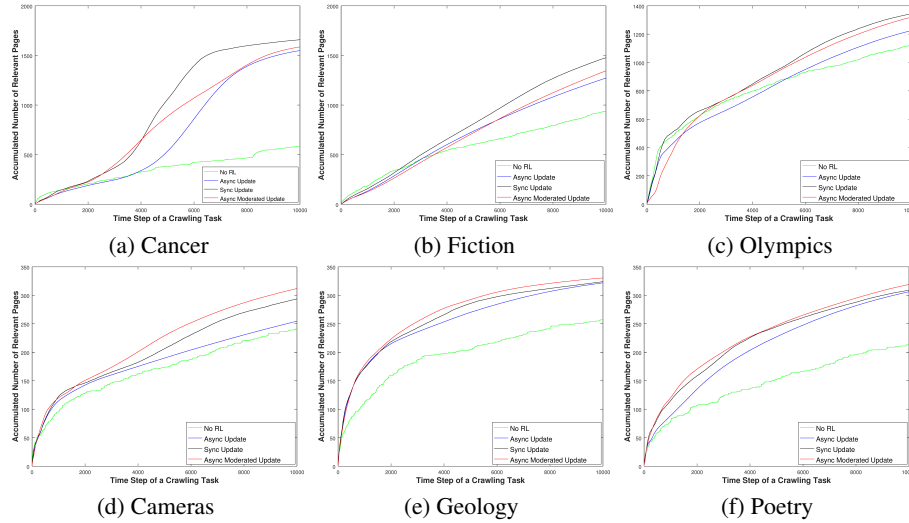 2000
1500
1000
500
0
0
2000
4000
6000
8000
10000
Accumulated Number of Relevant Pages
Time Step of a Crawling Task
No RL
Async Update
Sync Update
Async Moderated Update
(a) Cancer
2000
1500
1000
500
0
0
2000
4000
6000
8000
10000
Accumulated Number of Relevant Pages
Time Step of a Crawling Task
No RL
Async Update
Sync Update
Async Moderated Update
(b) Fiction
1400
1200
1000
800
600
400
200
0
0
2000
4000
6000
8000
Accumulated Number of Relevant Pages
Time Step of a Crawling Task
No RL
Async Update
Sync Update
Async Moderated Update
(c) Olympics
350
300
250
200
150
100
50
0
0
2000
4000
6000
8000
10000
Accumulated Number of Relevant Pages
Time Step of a Crawling Task
No RL
Async Update
Sync Update
Async Moderated Update
(d) Cameras
350
300
250
200
150
100
50
0
0
2000
4000
6000
8000
10000
Accumulated Number of Relevant Pages
Time Step of a Crawling Task
No RL
Async Update
Sync Update
Async Moderated Update
(e) Geology
350
300
250
200
150
100
50
0
0
2000
4000
6000
8000
Accumulated Number of Relevant Pages
Time Step of a Crawling Task
No RL
Async Update
Sync Update
Async Moderated Update
(f) Poetry